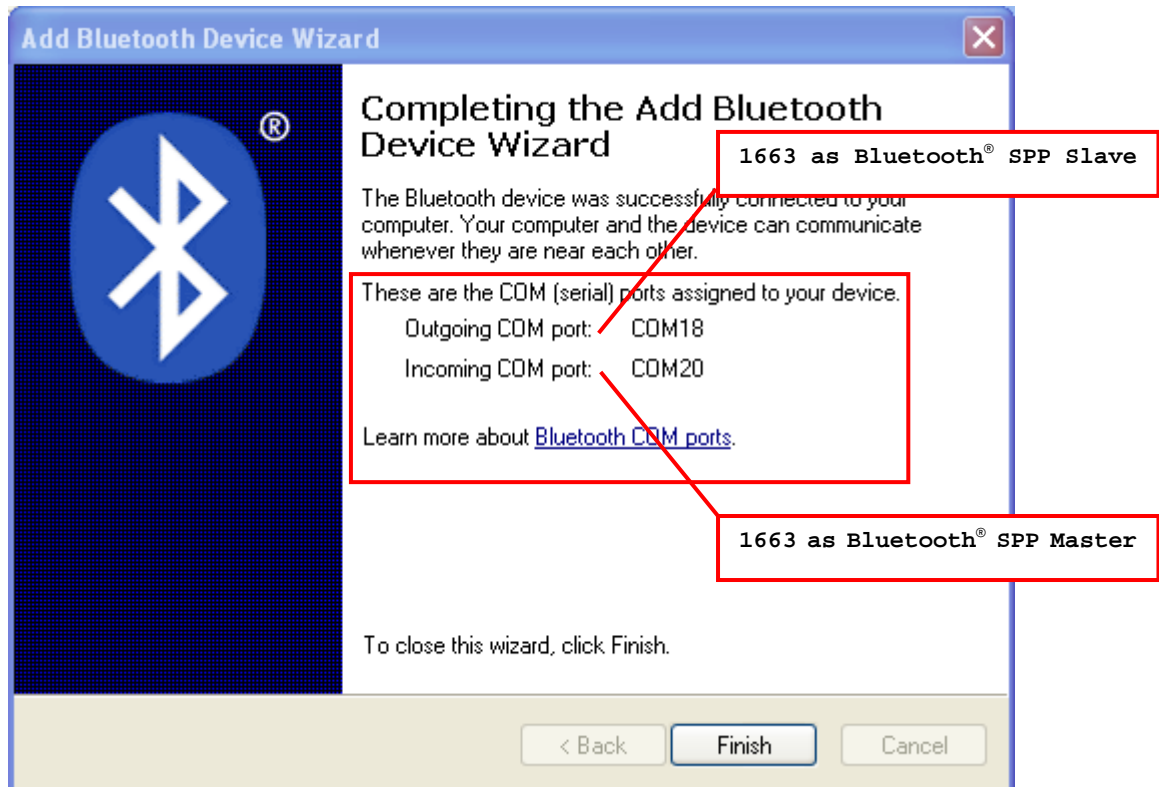 Add Bluetooth Device Wizard
®
Completing the Add Bluetooth
Device Wizard
1663 as Bluetooth® SPP Slave
The Bluetooth device was successfully connected to your
computer. Your computer and the device can communicate
whenever they are near each other.
These are the COM (serial) ports assigned to your device.
Outgoing COM port: COM18
Incoming COM port: COM20
Learn more about Bluetooth COM ports.
1663 as Bluetooth® SPP Master
To close this wizard, click Finish.
< Back Finish Cancel